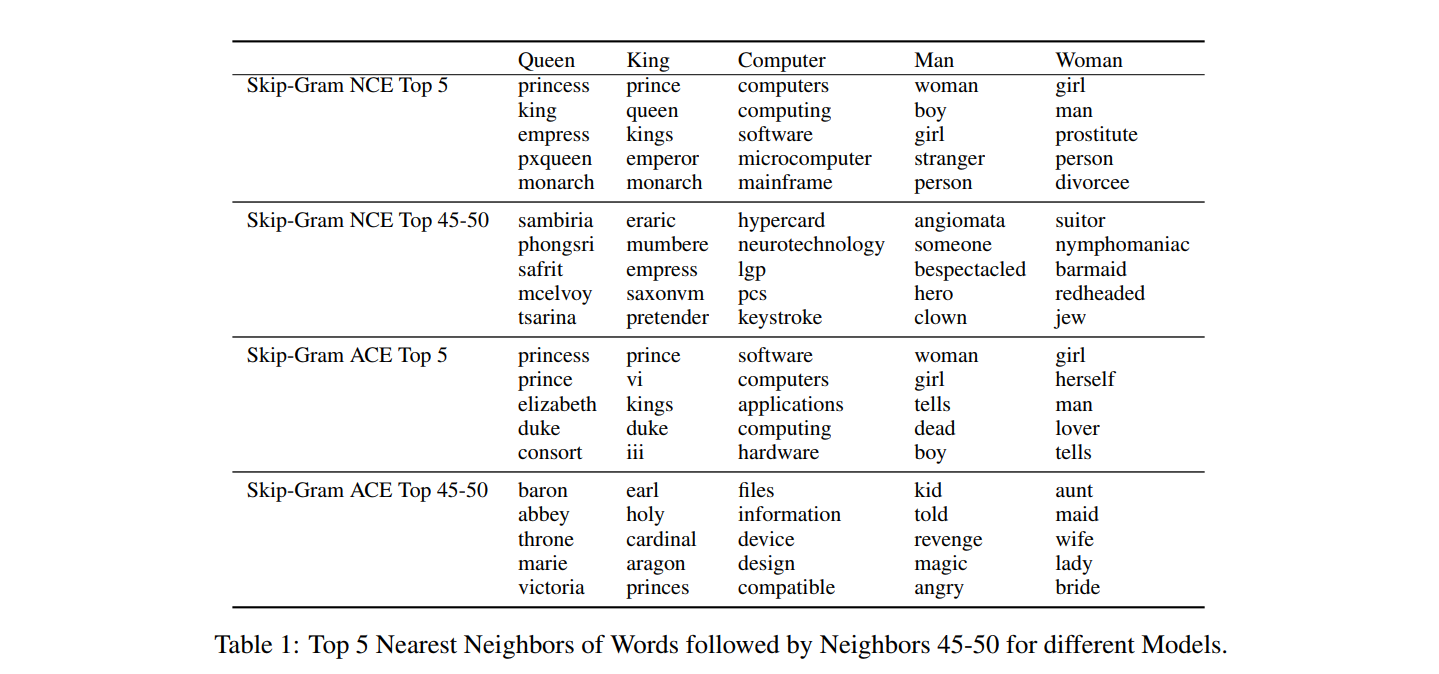 Queen King Computer Man Woman
Skip-Gram NCE Top 5 princess prince computers woman girl
king queen computing boy man
empress kings software girl prostitute
pxqueen emperor microcomputer stranger person
monarch monarch mainframe person divorcee
Skip-Gram NCE Top 45-50 sambiria eraric hypercard angiomata suitor
phongsri mumbere neurotechnology someone nymphomaniac
safrit empress lgp bespectacled barmaid
mcelvoy saxonvm pcs hero redheaded
tsarina pretender keystroke clown jew
Skip-Gram ACE Top 5 princess prince software woman girl
prince vi computers girl herself
elizabeth kings applications tells man
duke duke computing dead lover
consort iii hardware boy tells
Skip-Gram ACE Top 45-50 baron earl files kid aunt
abbey holy information told maid
throne cardinal device revenge wife
marie aragon design magic lady
victoria princes compatible angry bride
Table 1: Top 5 Nearest Neighbors of Words followed by Neighbors 45-50 for different Models.